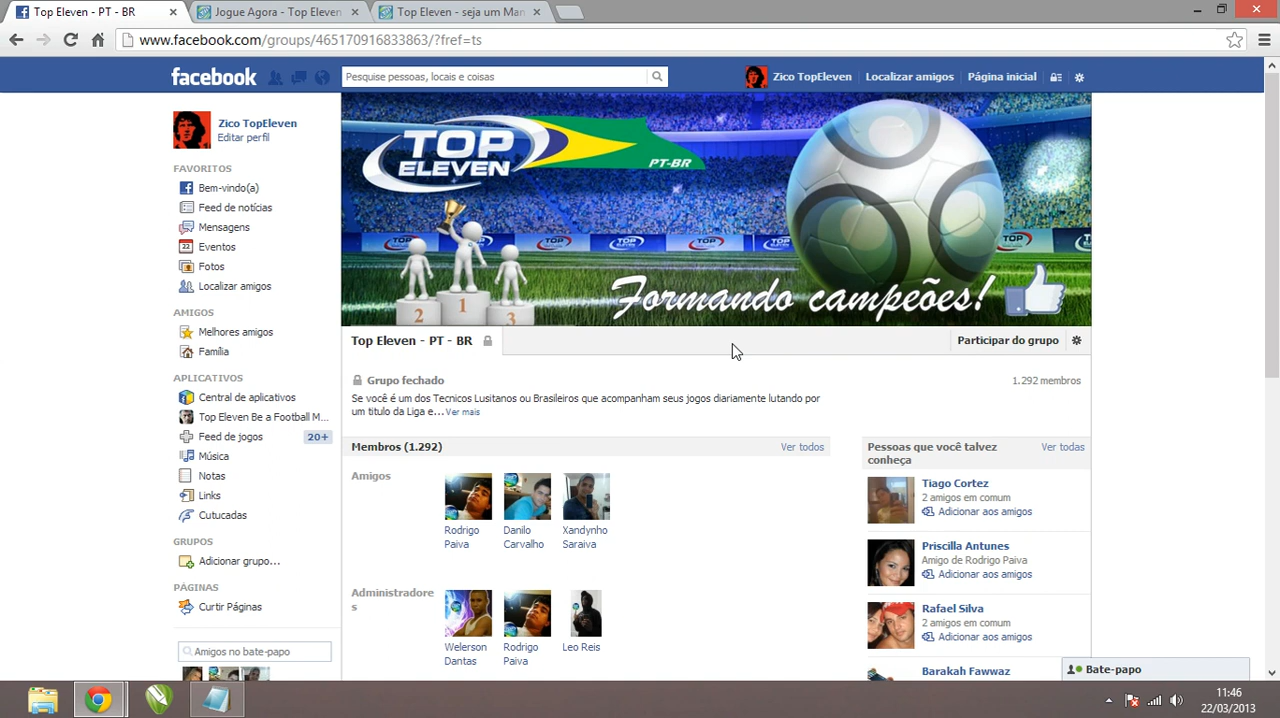 Top Eleven - PT - BR
Jogue Agora - Top Eleven
Top Eleven - seja um Man
www.facebook.com/groups/465170916833863/?fref=ts
facebook
Pesquise pessoas, locais e coisas
Zico TopEleven
Localizar amigos
Página inicial
Zico TopEleven
Editar perfil
FAVORITOS
Bem-vindo(a)
Feed de notícias
Mensagens
22
Eventos
Fotos
Localizar amigos
AMIGOS
Melhores amigos
Família
APLICATIVOS
Central de aplicativos
Top Eleven Be a Football M...
Feed de jogos
20+
Música
Notas
Links
Cutucadas
GRUPOS
Adicionar grupo...
PÁGINAS
Curtir Páginas
Amigos no bate-papo
TOP
ELEVEN
PT-BR
2
1
3
Formando campeões!
Top Eleven - PT - BR
Participar do grupo
Grupo fechado
1.292 membros
Se você é um dos Tecnicos Lusitanos ou Brasileiros que acompanham seus jogos diariamente lutando por
um titulo da Liga e... Ver mais
Membros (1.292)
Ver todos
Amigos
Rodrigo
Paiva
Danilo
Carvalho
Xandynho
Saraiva
Administradore
s
Welerson
Dantas
Rodrigo
Paiva
Leo Reis
Pessoas que você talvez
conheça
Ver todas
Tiago Cortez
2 amigos em comum
Adicionar aos amigos
Priscilla Antunes
Amigo de Rodrigo Paiva
Adicionar aos amigos
Rafael Silva
2 amigos em comum
Adicionar aos amigos
Barakah Fawwaz
Bate-papo
11:46
22/03/2013